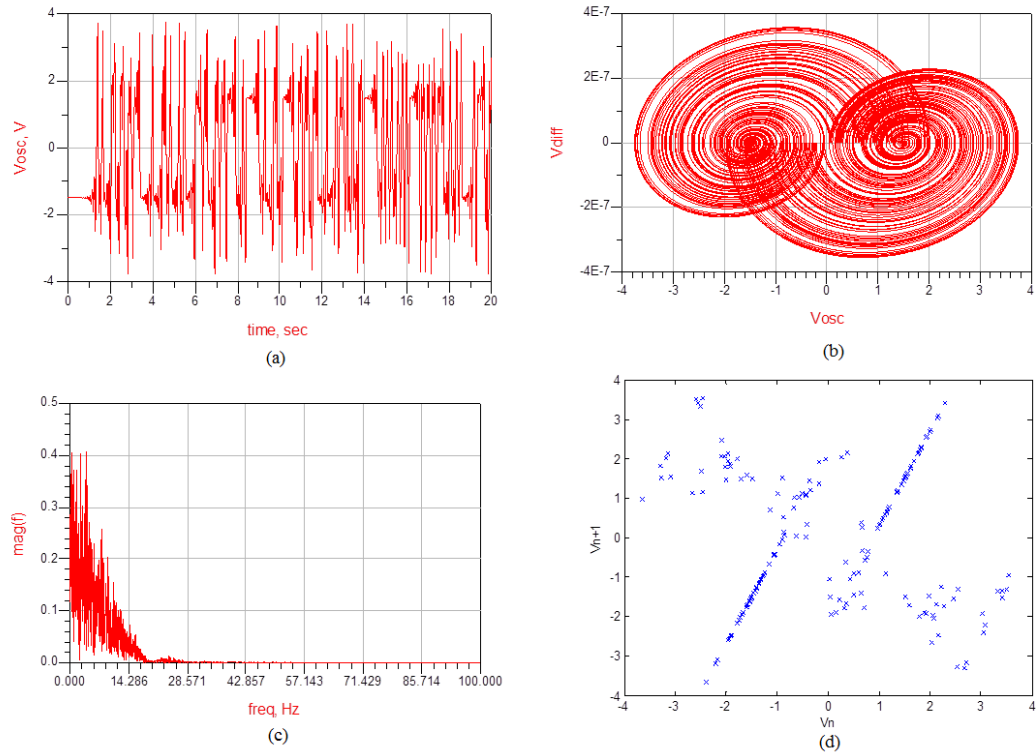 4
2
0
-2
-4
Vosc, V
0 2 4 6 8 10 12 14 16 18 20
time, sec
(a)
4E-7
2E-7
0
-2E-7
-4E-7
Vdiff
-4 -3 -2 -1 0 1 2 3 4
Vosc
(b)
0.5
0.4
0.3
0.2
0.1
0.0
mag(f)
0.000 14.286 28.571 42.857 57.143 71.429 85.714 100.000
freq, Hz
(c)
4
3
2
1
0
-1
-2
-3
-4
Vn+1
-4 -3 -2 -1 0 1 2 3 4
Vn
(d)